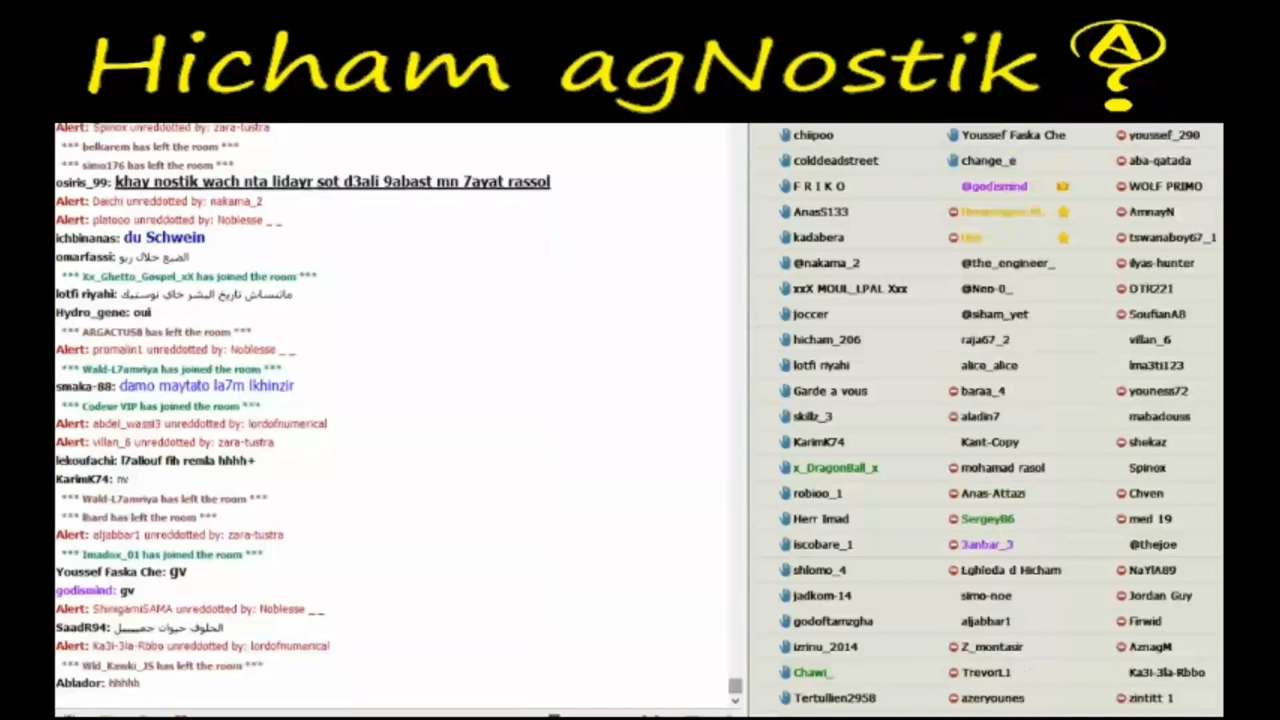 Hicham agNostik A?
Alert: Spinox unreddotted by: zara-tustra
*** belkarem has left the room ***
*** simo176 has left the room ***
osiris_99: khay nostik wach nta lidayr sot d3ali 9abast mn 7ayat rassol
Alert: Daichi unreddotted by: nakama_2
Alert: platooo unreddotted by: Noblesse _ _
ichbinanas: du Schwein
omarfassi: الضبع حلال ربو
*** Xx_Ghetto_Gospel_xX has joined the room ***
lotfi riyahi: ماتنساش تاريخ البشر خاي نوستيك
Hydro_gene: oui
*** ARGACTUS8 has left the room ***
Alert: promalin1 unreddotted by: Noblesse _ _
*** Wald-L7amriya has joined the room ***
smaka-88: damo maytato la7m lkhinzir
*** Codeur VIP has joined the room ***
Alert: abdel_wassi3 unreddotted by: lordofnumerical
Alert: villan_6 unreddotted by: zara-tustra
lekoufachi: l7allouf fih remla hhhh+
KarimK74: nv
*** Wald-L7amriya has left the room ***
*** lhard has left the room ***
Alert: aljabbar1 unreddotted by: zara-tustra
*** Imadox_01 has joined the room ***
Youssef Faska Che: gv
godismind: gv
Alert: ShinigamiSAMA unreddotted by: Noblesse _ _
SaadR94: الحلوف حيوان جميييل
Alert: Ka3i-3la-Rbbo unreddotted by: lordofnumerical
*** Wld_Kawki_JS has left the room ***
Ablador: hhhhh
chiipoo Youssef Faska Che youssef_290
colddeadstreet change_e aba-qatada
F R I K O @godismind WOLF PRIMO
AnasS133 AmnayN
kadabera tswanaboy67_1
@nakama_2 @the_engineer_ ilyas-hunter
xxX MOUL_LPAL Xxx @Neo-0_ OTR221
joccer @siham_yet SoufianA8
hicham_206 raja67_2 villan_6
lotfi riyahi alice_alice lma3ti123
Garde a vous baraa_4 youness72
skillz_3 aladin7 mabadouss
KarimK74 Kant-Copy shekaz
x_DragonBall_x mohamad rasol Spinox
robioo_1 Anas-Attazi Chven
Herr Imad Sergey86 med 19
iscobare_1 3anbar_3 @thejoe
shlomo_4 Lghieda d Hicham NaYlA89
jadkom-14 simo-noe Jordan Guy
godoftamzgha aljabbar1 Firwid
izrinu_2014 Z_montasir AznagM
Chawi_ TrevorL1 Ka3i-3la-Rbbo
Tertullien2958 azeryounes zintitt 1